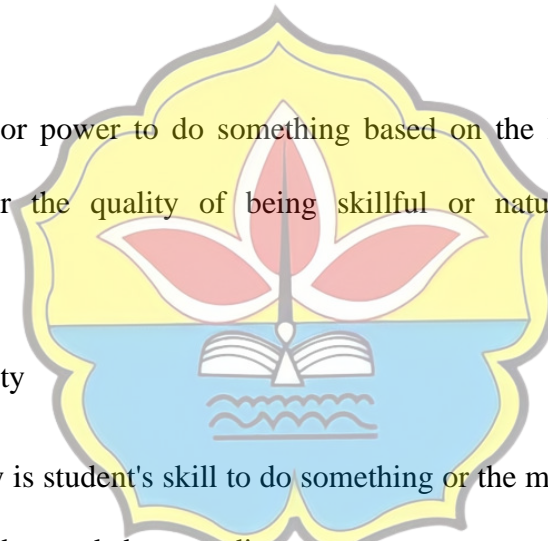 or power to do something based on the
the quality of being skillful or natu
ty
is student's skill to do something or the m